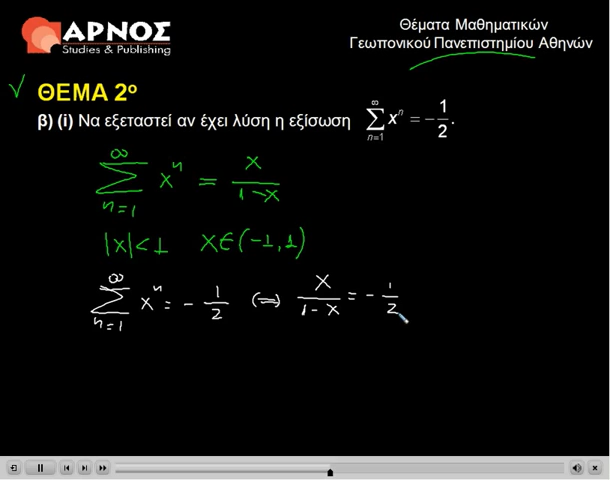 ΑΡΝΟΣ
Studies & Publishing
Θέματα Μαθηματικών
Γεωπονικού Πανεπιστημίου Αθηνών
ΘΕΜΑ 2ο
β) (i) Να εξεταστεί αν έχει λύση η εξίσωση ∑_{n=1}^{∞} x^n = -1/2.
∑_{n=1}^{∞} x^n = x/(1-x)
|x|<1 x∈(-1,1)
∑_{n=1}^{∞} x^n = -1/2 ⇔ x/(1-x) = -1/2